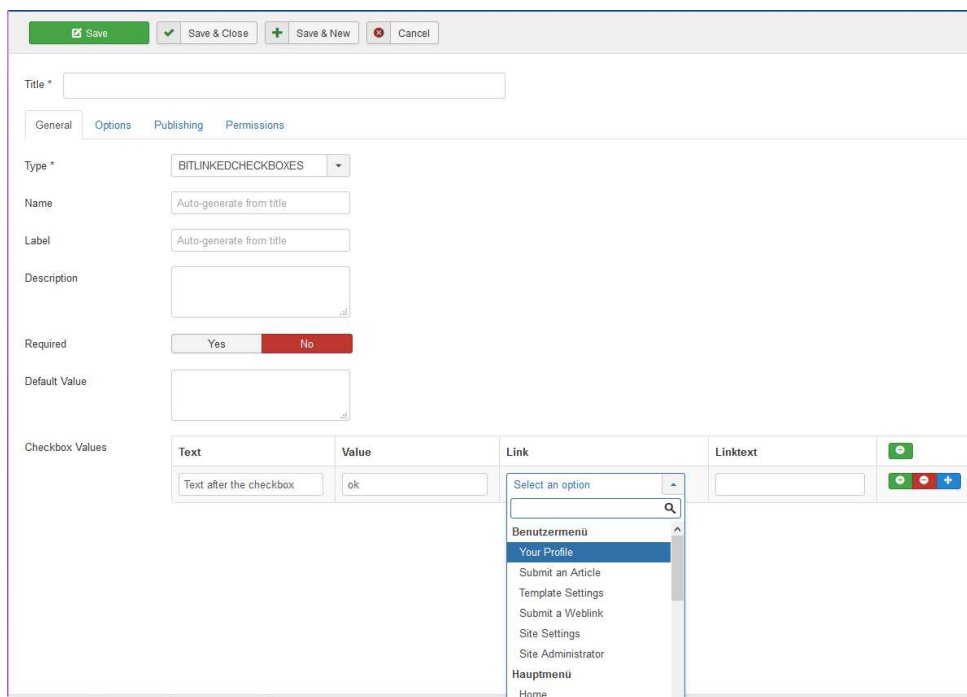 Save Save & Close Save & New Cancel
Title *
General Options Publishing Permissions
Type * BITLINKEDCHECKBOXES
Name Auto-generate from title
Label Auto-generate from title
Description
Required Yes No
Default Value
Checkbox Values Text Value Link Linktext
Text after the checkbox ok Select an option
Benutzermenü
Your Profile
Submit an Article
Template Settings
Submit a Weblink
Site Settings
Site Administrator
Hauptmenü
Home